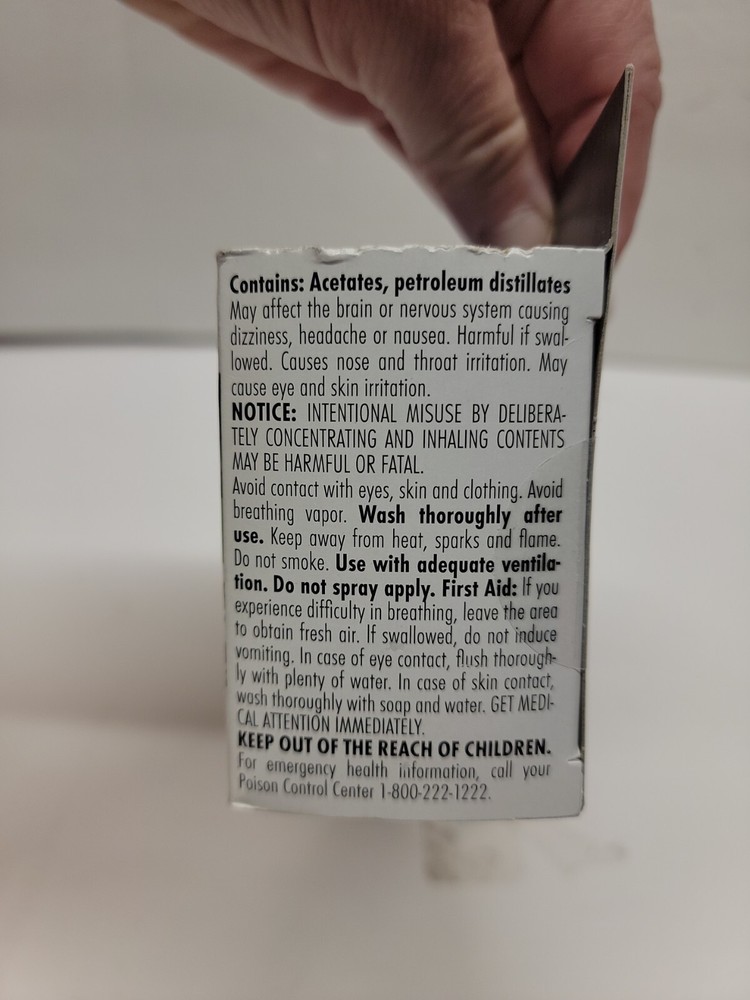 Contains: Acetates, petroleum distillates
May affect the brain or nervous system causing
dizziness, headache or nausea. Harmful if swal-
lowed. Causes nose and throat irritation. May
cause eye and skin irritation.
NOTICE: INTENTIONAL MISUSE BY DELIBERA-
TELY CONCENTRATING AND INHALING CONTENTS
MAY BE HARMFUL OR FATAL.
Avoid contact with eyes, skin and clothing. Avoid
breathing vapor. Wash thoroughly after
use. Keep away from heat, sparks and flame.
Do not smoke. Use with adequate ventila-
tion. Do not spray apply. First Aid: If you
experience difficulty in breathing, leave the area
to obtain fresh air. If swallowed, do not induce
vomiting. In case of eye contact, flush thorough-
ly with plenty of water. In case of skin contact,
wash thoroughly with soap and water. GET MEDI-
CAL ATTENTION IMMEDIATELY.
KEEP OUT OF THE REACH OF CHILDREN.
For emergency health information, call your
Poison Control Center 1-800-222-1222.